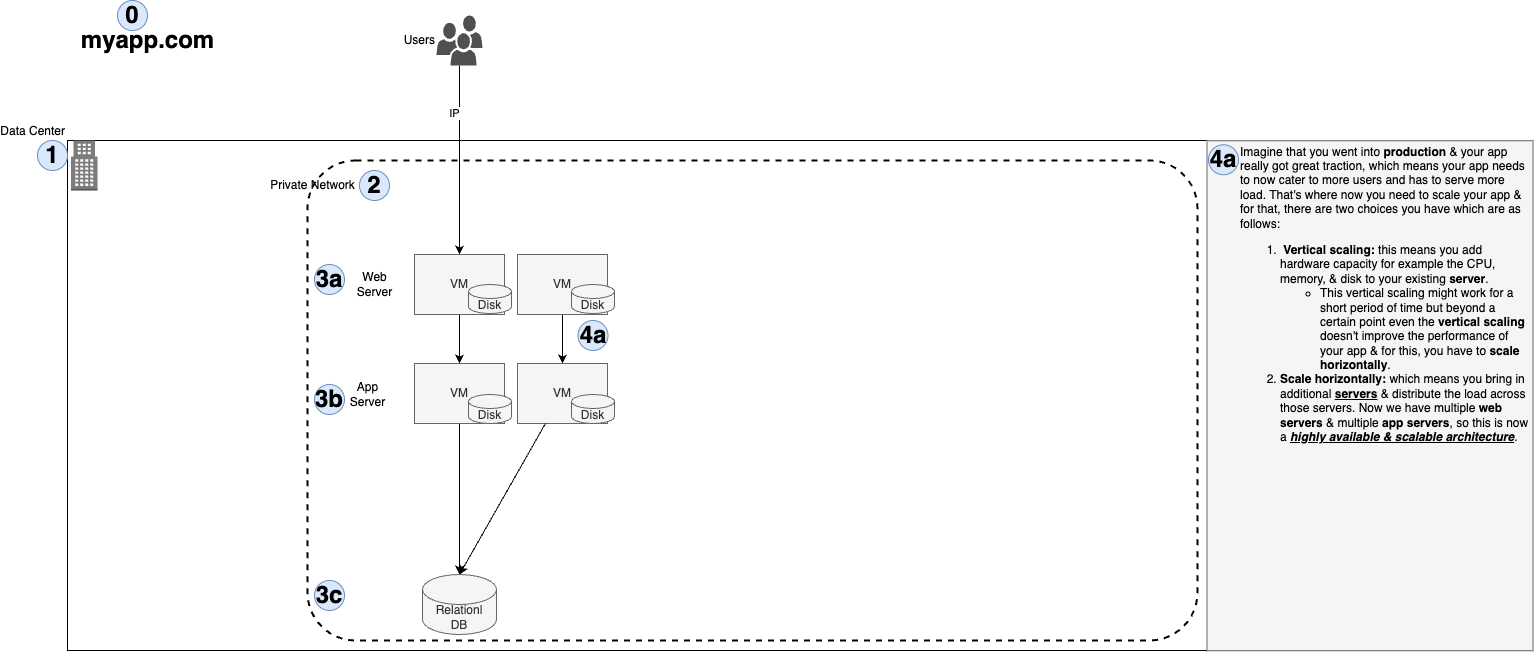 0
myapp.com
Users
IP
Data Center
1
Private Network
2
3a
Web
Server
VM
Disk
VM
Disk
4a
3b
App
Server
VM
Disk
VM
Disk
3c
Relationl
DB
4a
Imagine that you went into production & your app
really got great traction, which means your app needs
to now cater to more users and has to serve more
load. That's where now you need to scale your app &
for that, there are two choices you have which are as
follows:
1. Vertical scaling: this means you add
hardware capacity for example the CPU,
memory, & disk to your existing server.
○ This vertical scaling might work for a
short period of time but beyond a
certain point even the vertical scaling
doesn't improve the performance of
your app & for this, you have to scale
horizontally.
2. Scale horizontally: which means you bring in
additional servers & distribute the load across
those servers. Now we have multiple web
servers & multiple app servers, so this is now
a highly available & scalable architecture.